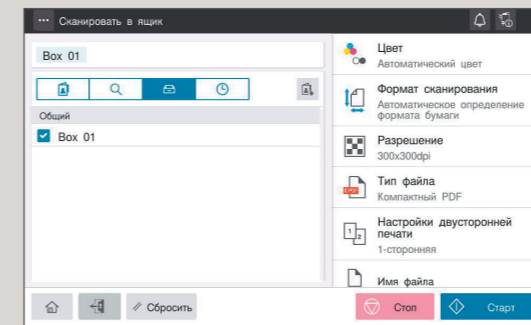 Сканировать в ящик
Box 01
Общий
Box 01
Цвет
Автоматический цвет
Формат сканирования
Автоматическое определение
формата бумаги
Разрешение
300x300dpi
Тип файла
Компактный PDF
Настройки двусторонней
печати
1-сторонняя
Имя файла
Сбросить
Стоп
Старт